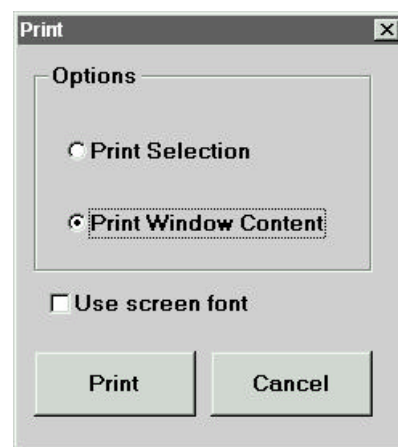 Print
Options
Print Selection
Print Window Content
Use screen font
Print Cancel